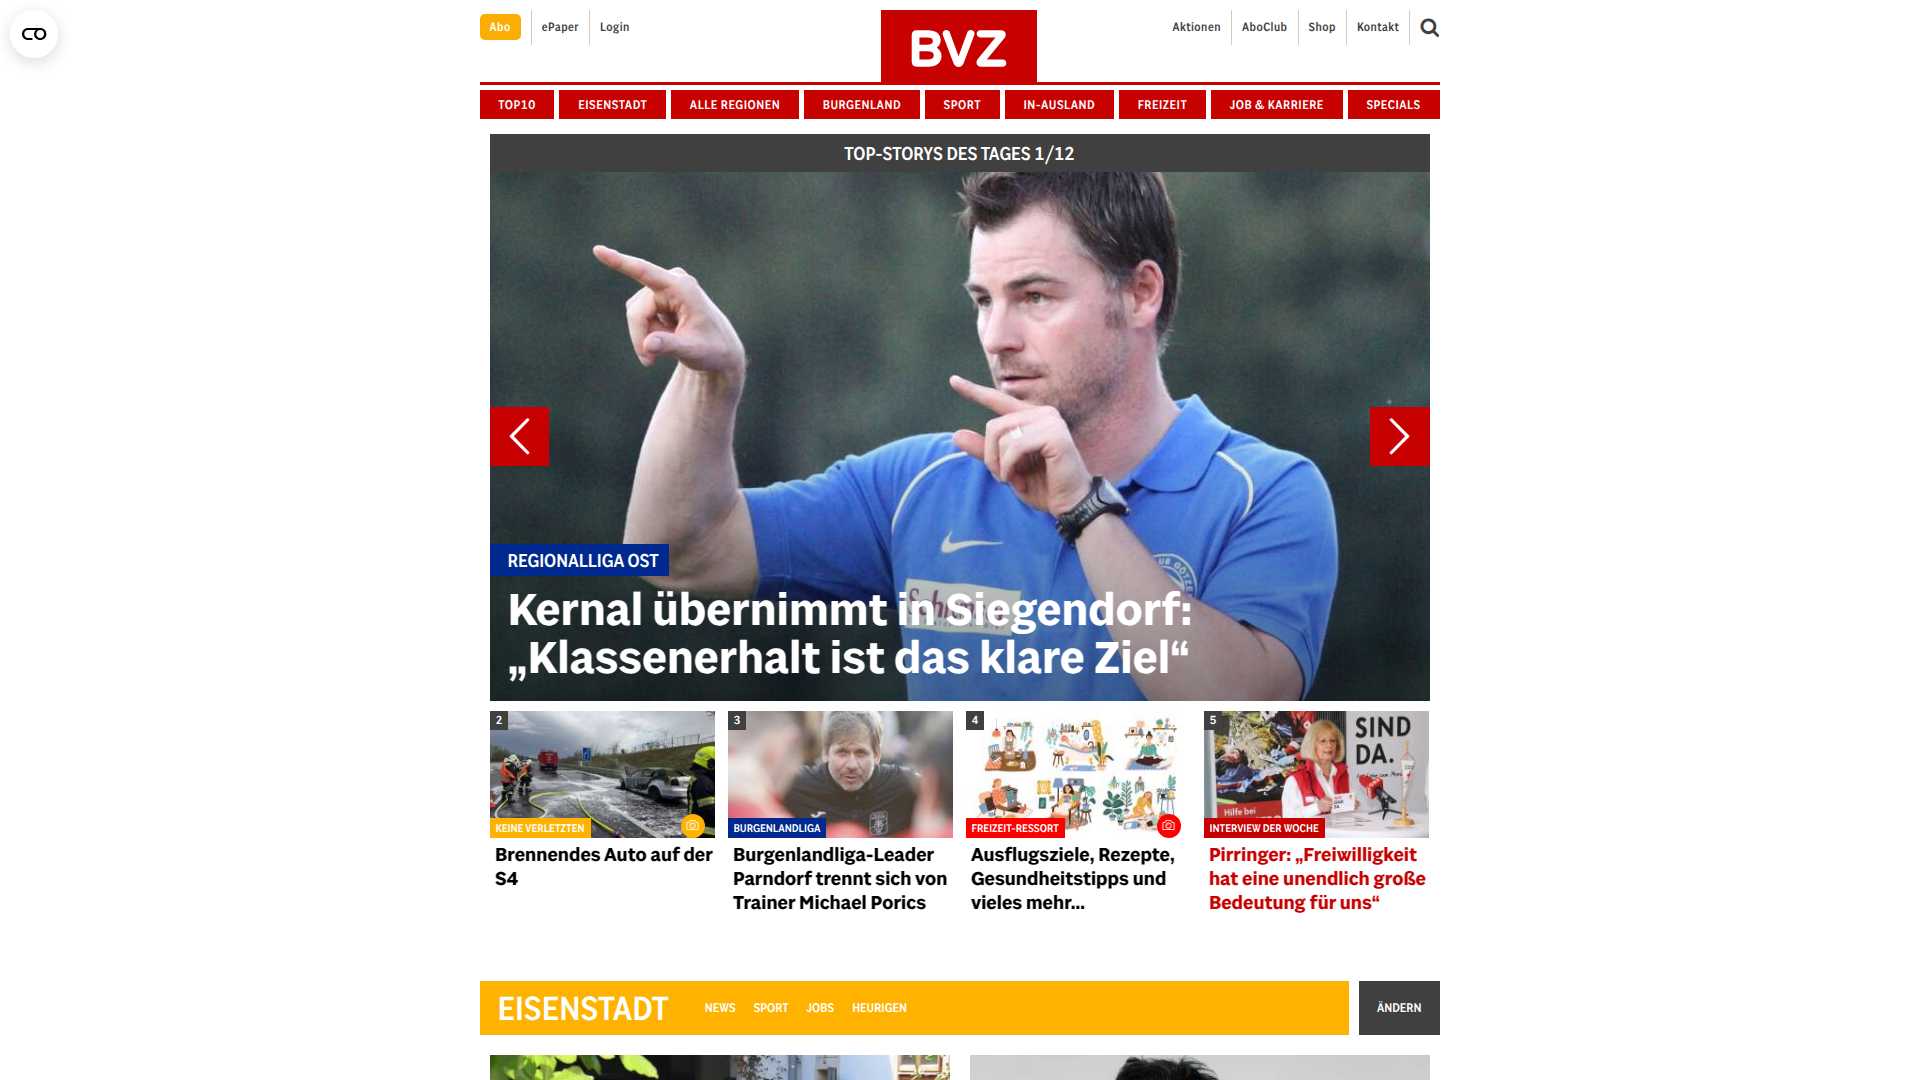 Abo
ePaper
Login
BVZ
Aktionen
AboClub
Shop
Kontakt
TOP10
EISENSTADT
ALLE REGIONEN
BURGENLAND
SPORT
IN-AUSLAND
FREIZEIT
JOB & KARRIERE
SPECIALS
TOP-STORYS DES TAGES 1/12
REGIONALLIGA OST
Kernal übernimmt in Siegendorf:
„Klassenerhalt ist das klare Ziel“
2
KEINE VERLETZTEN
Brennendes Auto auf der
S4
3
BURGENLANDLIGA
Burgenlandliga-Leader
Parndorf trennt sich von
Trainer Michael Porics
4
FREIZEIT-RESSORT
Ausflugsziele, Rezepte,
Gesundheitstipps und
vieles mehr...
5
SIND
DA.
Hilfe bei
INTERVIEW DER WOCHE
Pirringer: „Freiwilligkeit
hat eine unendlich große
Bedeutung für uns“
EISENSTADT
NEWS
SPORT
JOBS
HEURIGEN
ÄNDERN